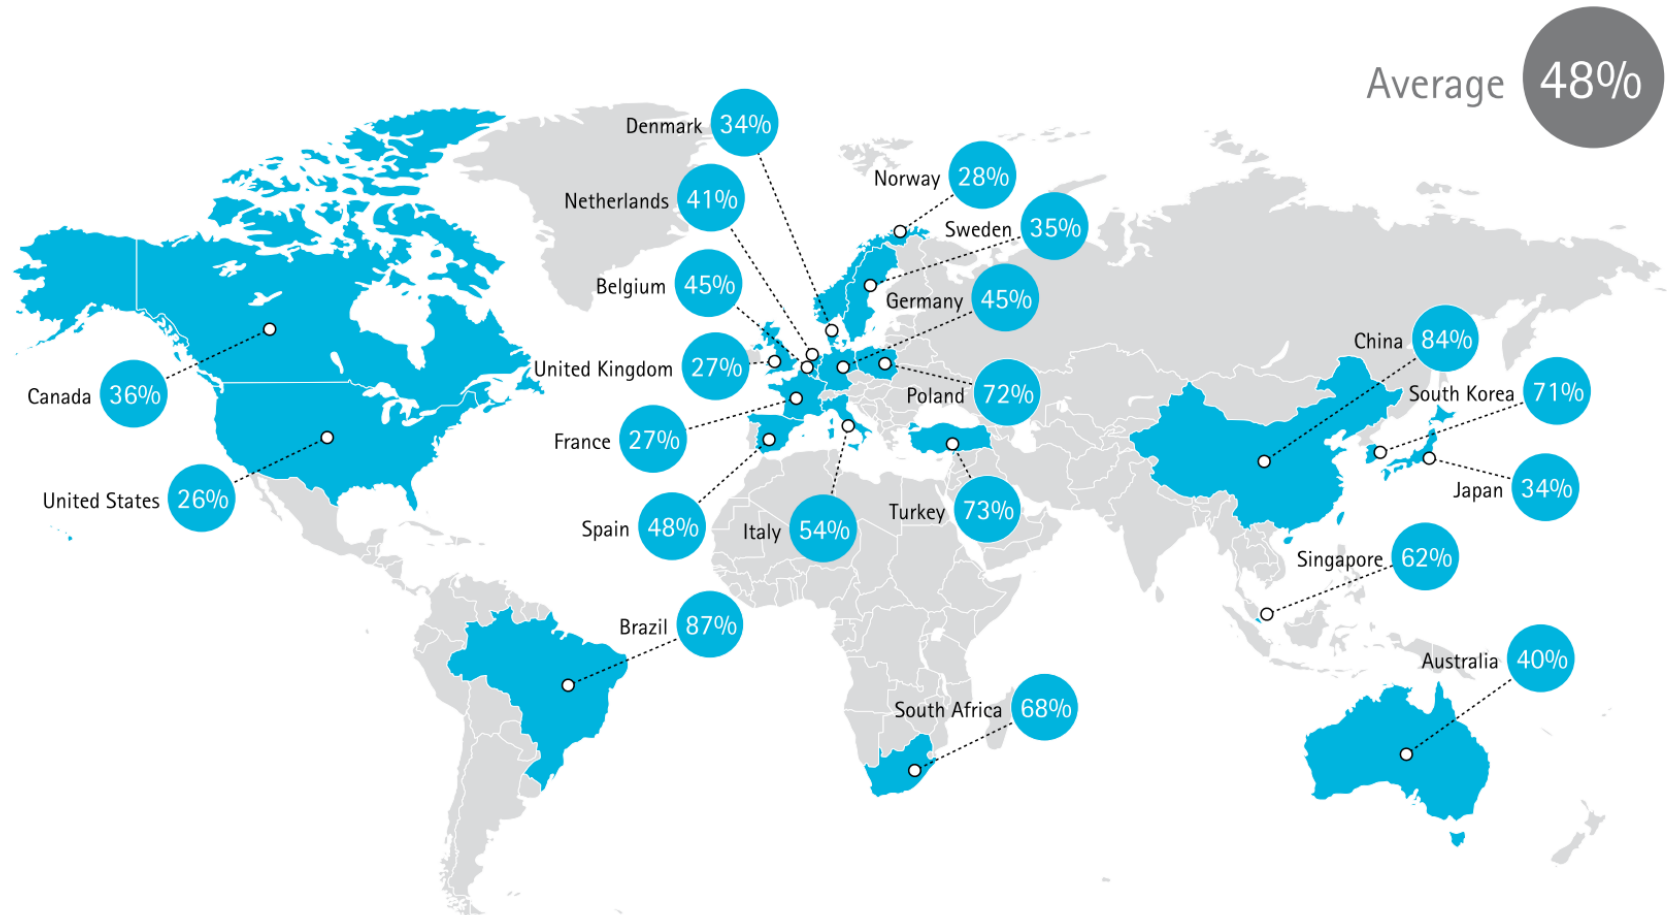 Average 48%
Denmark 34%
Norway 28%
Netherlands 41%
Sweden 35%
Belgium 45%
Germany 45%
China 84%
United Kingdom 27%
Canada 36%
Poland 72%
South Korea 71%
France 27%
United States 26%
Japan 34%
Spain 48%
Italy 54%
Turkey 73%
Singapore 62%
Brazil 87%
Australia 40%
South Africa 68%